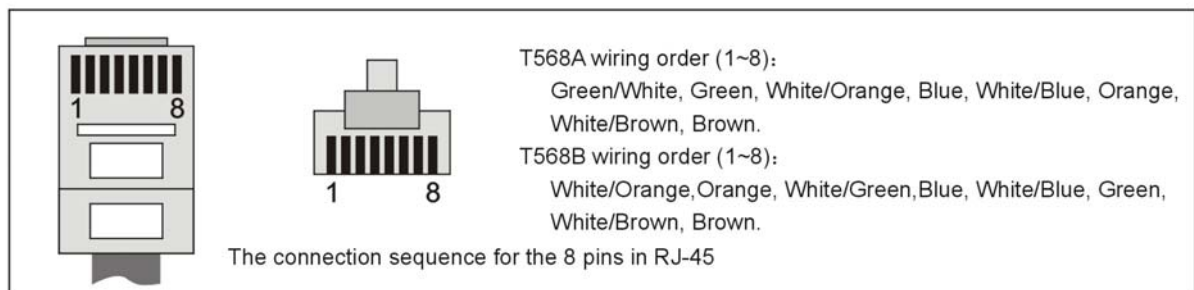 1 8
1 8
T568A wiring order (1~8)：
Green/White, Green, White/Orange, Blue, White/Blue, Orange,
White/Brown, Brown.
T568B wiring order (1~8)：
White/Orange,Orange, White/Green,Blue, White/Blue, Green,
White/Brown, Brown.
The connection sequence for the 8 pins in RJ-45